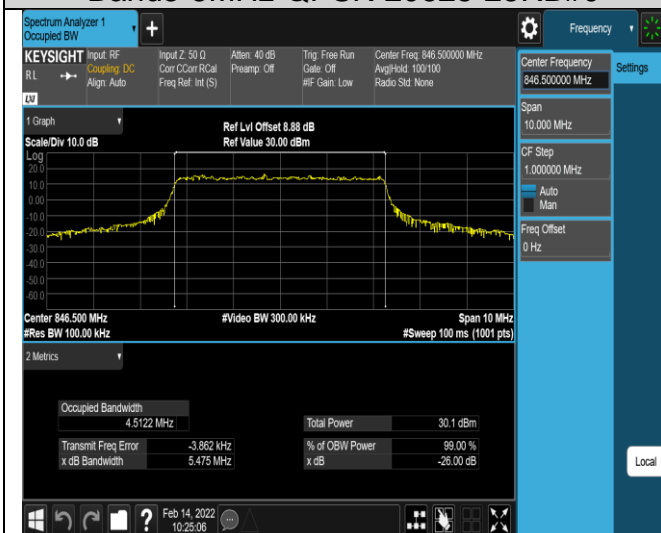 Spectrum Analyzer 1
Occupied BW
Frequency
KEYSIGHT
RL
LXI
Input: RF
Coupling: DC
Align: Auto
Input Z: 50 Ω
Corr CCorr RCal
Freq Ref: Int (S)
Atten: 40 dB
Preamp: Off
Trig: Free Run
Gate: Off
#IF Gain: Low
Center Freq: 846.500000 MHz
Avg|Hold: 100/100
Radio Std: None
Center Frequency
846.500000 MHz
Settings
Span
10.000 MHz
CF Step
1.000000 MHz
Auto
Man
Freq Offset
0 Hz
Local
1 Graph
Scale/Div 10.0 dB
Ref Lvl Offset 8.88 dB
Ref Value 30.00 dBm
Log
20.0
10.0
0.00
-10.0
-20.0
-30.0
-40.0
-50.0
-60.0
Center 846.500 MHz
#Video BW 300.00 kHz
Span 10 MHz
#Res BW 100.00 kHz
#Sweep 100 ms (1001 pts)
2 Metrics
Occupied Bandwidth
4.5122 MHz
Total Power 30.1 dBm
Transmit Freq Error -3.862 kHz
% of OBW Power 99.00 %
x dB Bandwidth 5.475 MHz
x dB -26.00 dB
Feb 14, 2022
10:25:06